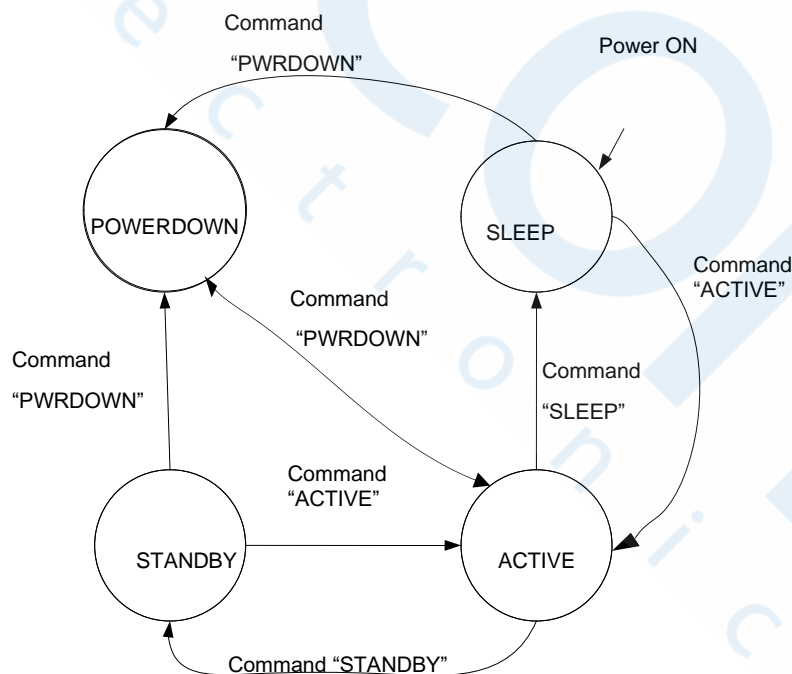 Command
“PWRDOWN”
Power ON
POWERDOWN
SLEEP
Command
“ACTIVE”
Command
“PWRDOWN”
Command
“PWRDOWN”
Command
“SLEEP”
Command
“ACTIVE”
STANDBY
ACTIVE
Command “STANDBY”
e c t r o n i c